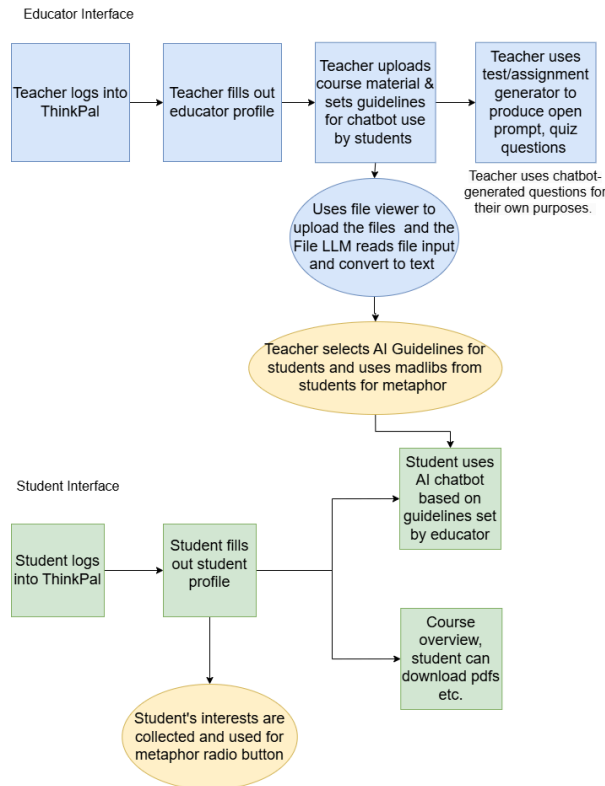 Educator Interface
Teacher logs into
ThinkPal
Teacher fills out
educator profile
Teacher uploads
course material &
sets guidelines
for chatbot use
by students
Teacher uses
test/assignment
generator to
produce open
prompt, quiz
questions
Teacher uses chatbot-
generated questions for
their own purposes.
Uses file viewer to
upload the files and the
File LLM reads file input
and convert to text
Teacher selects AI Guidelines for
students and uses madlibs from
students for metaphor
Student Interface
Student logs
into ThinkPal
Student fills
out student
profile
Student uses
AI chatbot
based on
guidelines set
by educator
Course
overview,
student can
download pdfs
etc.
Student's interests are
collected and used for
metaphor radio button